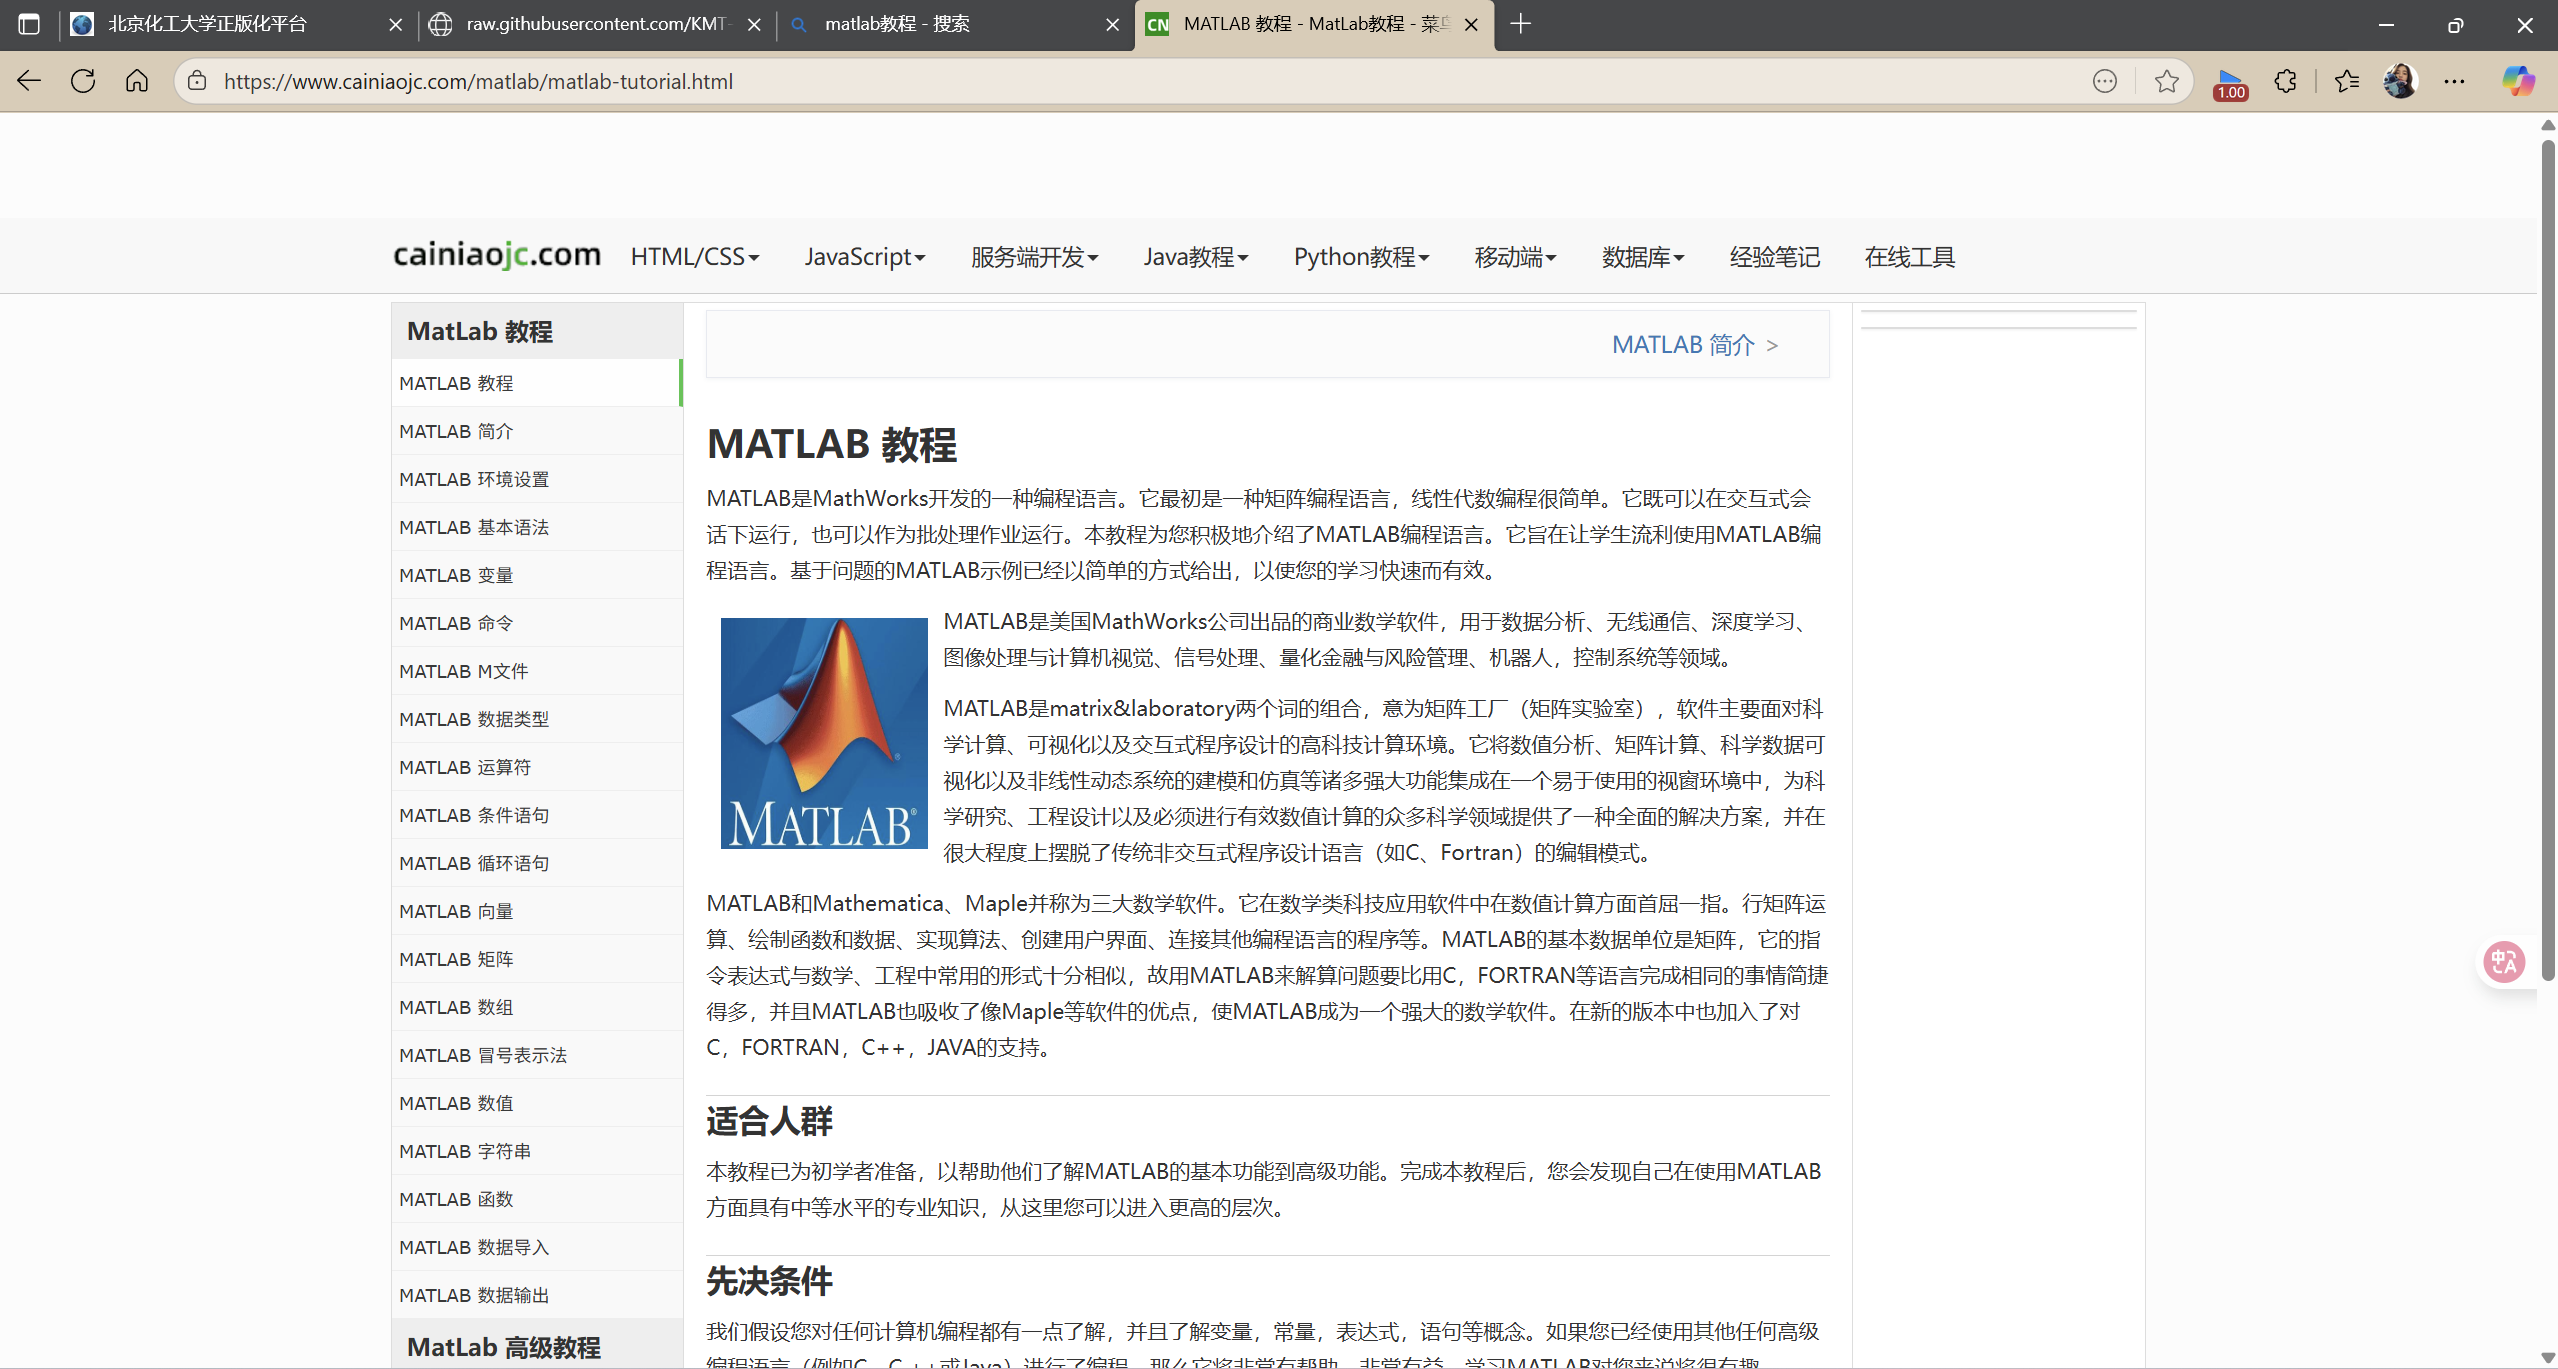 北京化工大学正版化平台
raw.githubusercontent.com/KMT-
matlab教程 - 搜索
MATLAB 教程 - MatLab教程 - 菜
https://www.cainiaojc.com/matlab/matlab-tutorial.html
1.00
cainiaojc.com
HTML/CSS
JavaScript
服务端开发
Java教程
Python教程
移动端
数据库
经验笔记
在线工具
MatLab 教程
MATLAB 教程
MATLAB 简介
MATLAB 环境设置
MATLAB 基本语法
MATLAB 变量
MATLAB 命令
MATLAB M文件
MATLAB 数据类型
MATLAB 运算符
MATLAB 条件语句
MATLAB 循环语句
MATLAB 向量
MATLAB 矩阵
MATLAB 数组
MATLAB 冒号表示法
MATLAB 数值
MATLAB 字符串
MATLAB 函数
MATLAB 数据导入
MATLAB 数据输出
MatLab 高级教程
MATLAB 简介 >
MATLAB 教程
MATLAB是MathWorks开发的一种编程语言。它最初是一种矩阵编程语言，线性代数编程很简单。它既可以在交互式会
话下运行，也可以作为批处理作业运行。本教程为您积极地介绍了MATLAB编程语言。它旨在让学生流利使用MATLAB编
程语言。基于问题的MATLAB示例已经以简单的方式给出，以使您的学习快速而有效。
MATLAB®
MATLAB是美国MathWorks公司出品的商业数学软件，用于数据分析、无线通信、深度学习、
图像处理与计算机视觉、信号处理、量化金融与风险管理、机器人，控制系统等领域。
MATLAB是matrix&laboratory两个词的组合，意为矩阵工厂（矩阵实验室），软件主要面对科
学计算、可视化以及交互式程序设计的高科技计算环境。它将数值分析、矩阵计算、科学数据可
视化以及非线性动态系统的建模和仿真等诸多强大功能集成在一个易于使用的视窗环境中，为科
学研究、工程设计以及必须进行有效数值计算的众多科学领域提供了一种全面的解决方案，并在
很大程度上摆脱了传统非交互式程序设计语言（如C、Fortran）的编辑模式。
MATLAB和Mathematica、Maple并称为三大数学软件。它在数学类科技应用软件中在数值计算方面首屈一指。行矩阵运
算、绘制函数和数据、实现算法、创建用户界面、连接其他编程语言的程序等。MATLAB的基本数据单位是矩阵，它的指
令表达式与数学、工程中常用的形式十分相似，故用MATLAB来解算问题要比用C，FORTRAN等语言完成相同的事情简捷
得多，并且MATLAB也吸收了像Maple等软件的优点，使MATLAB成为一个强大的数学软件。在新的版本中也加入了对
C，FORTRAN，C++，JAVA的支持。
适合人群
本教程已为初学者准备，以帮助他们了解MATLAB的基本功能到高级功能。完成本教程后，您会发现自己在使用MATLAB
方面具有中等水平的专业知识，从这里您可以进入更高的层次。
先决条件
我们假设您对任何计算机编程都有一点了解，并且了解变量，常量，表达式，语句等概念。如果您已经使用其他任何高级
编程语言（例如C、C ++或Java）进行了编程，那么它将非常有帮助，非常有益，学习MATLAB对您来说将很有趣